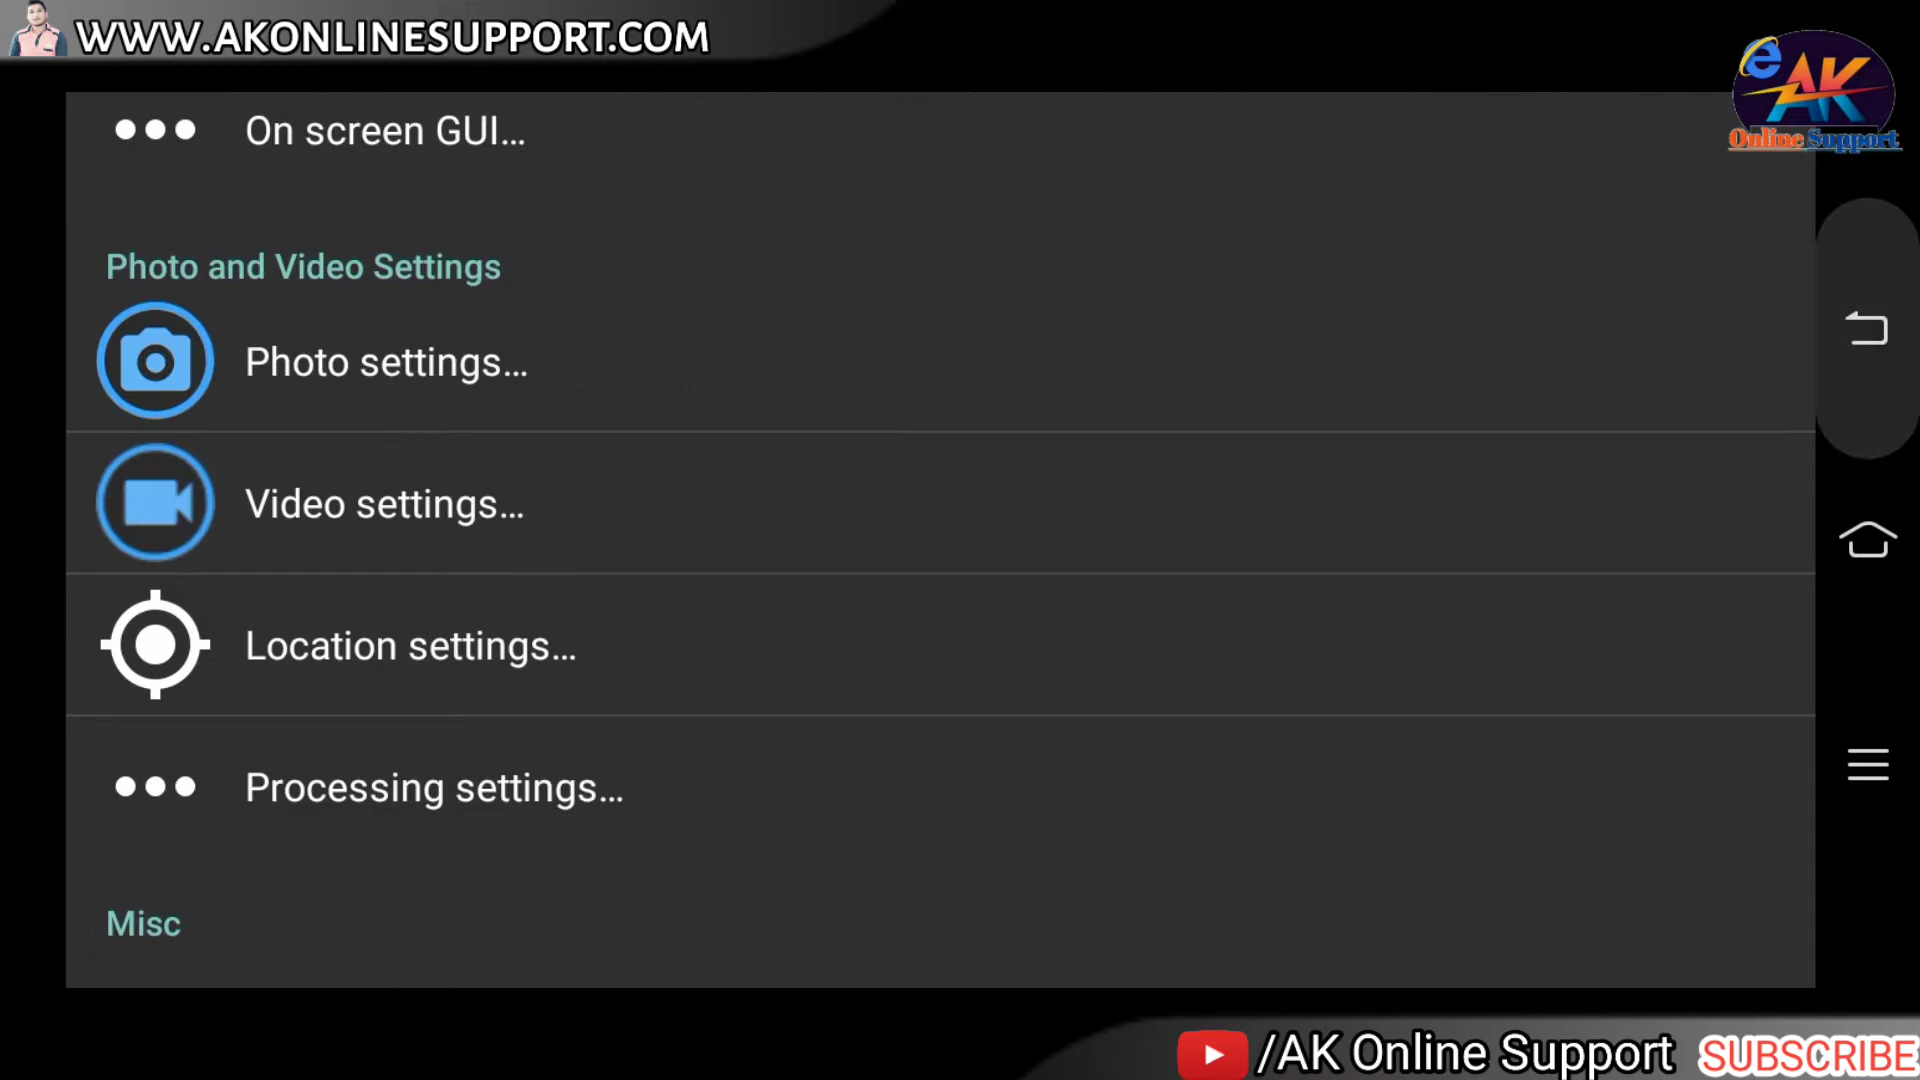 WWW.AKONLINESUPPORT.COM
e AK
Online Support
On screen GUI...
Photo and Video Settings
Photo settings...
Video settings...
Location settings...
Processing settings...
Misc
/AK Online Support SUBSCRIBE